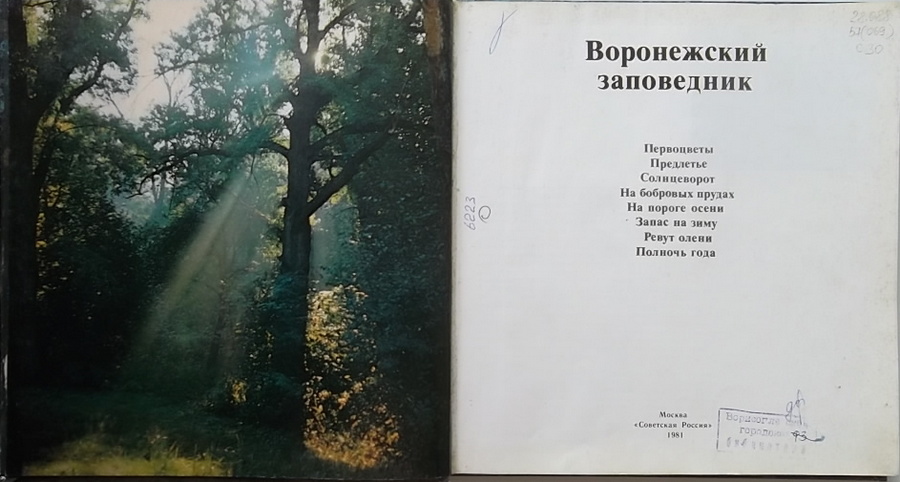 Воронежский
заповедник
Первоцветы
Предлетье
Солнцеворот
На бобровых прудах
На пороге осени
Запас на зиму
Ревут олени
Полночь года
6223
Москва
«Советская Россия»
1981